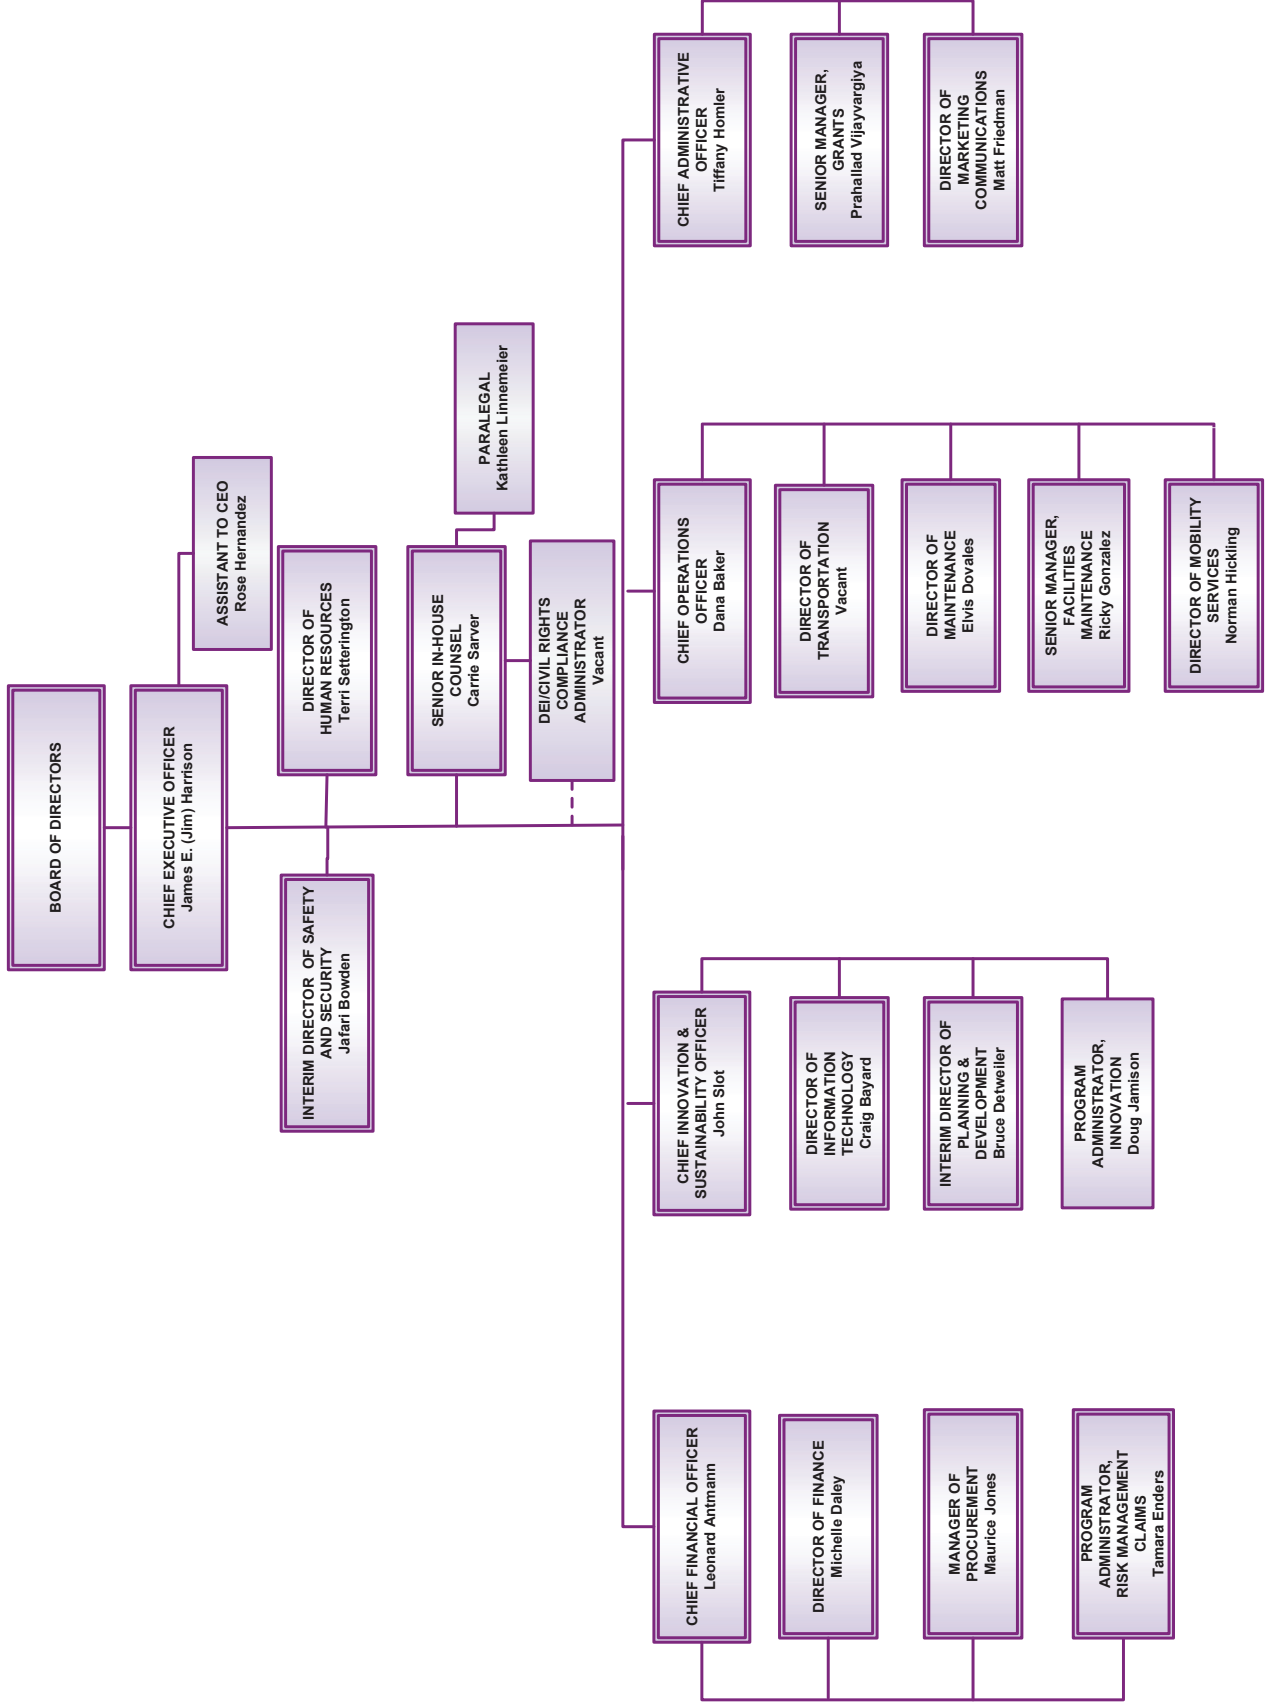 BOARD OF DIRECTORS
CHIEF EXECUTIVE OFFICER
James E. (Jim) Harrison
ASSISTANT TO CEO
Rose Hernandez
INTERIM DIRECTOR OF SAFETY
AND SECURITY
Jafari Bowden
DIRECTOR OF
HUMAN RESOURCES
Terri Setterington
SENIOR IN-HOUSE
COUNSEL
Carrie Sarver
PARALEGAL
Kathleen Linnemeier
DEI/CIVIL RIGHTS
COMPLIANCE
ADMINISTRATOR
Vacant
CHIEF FINANCIAL OFFICER
Leonard Antmann
DIRECTOR OF FINANCE
Michelle Daley
MANAGER OF
PROCUREMENT
Maurice Jones
PROGRAM
ADMINISTRATOR,
RISK MANAGEMENT
CLAIMS
Tamara Enders
CHIEF INNOVATION &
SUSTAINABILITY OFFICER
John Slot
DIRECTOR OF
INFORMATION
TECHNOLOGY
Craig Bayard
INTERIM DIRECTOR OF
PLANNING &
DEVELOPMENT
Bruce Detweiler
PROGRAM
ADMINISTRATOR,
INNOVATION
Doug Jamison
CHIEF OPERATIONS
OFFICER
Dana Baker
DIRECTOR OF
TRANSPORTATION
Vacant
DIRECTOR OF
MAINTENANCE
Elvis Dovales
SENIOR MANAGER,
FACILITIES
MAINTENANCE
Ricky Gonzalez
DIRECTOR OF MOBILITY
SERVICES
Norman Hickling
CHIEF ADMINISTRATIVE
OFFICER
Tiffany Homler
SENIOR MANAGER,
GRANTS
Prahallad Vijayvargiya
DIRECTOR OF
MARKETING
COMMUNICATIONS
Matt Friedman